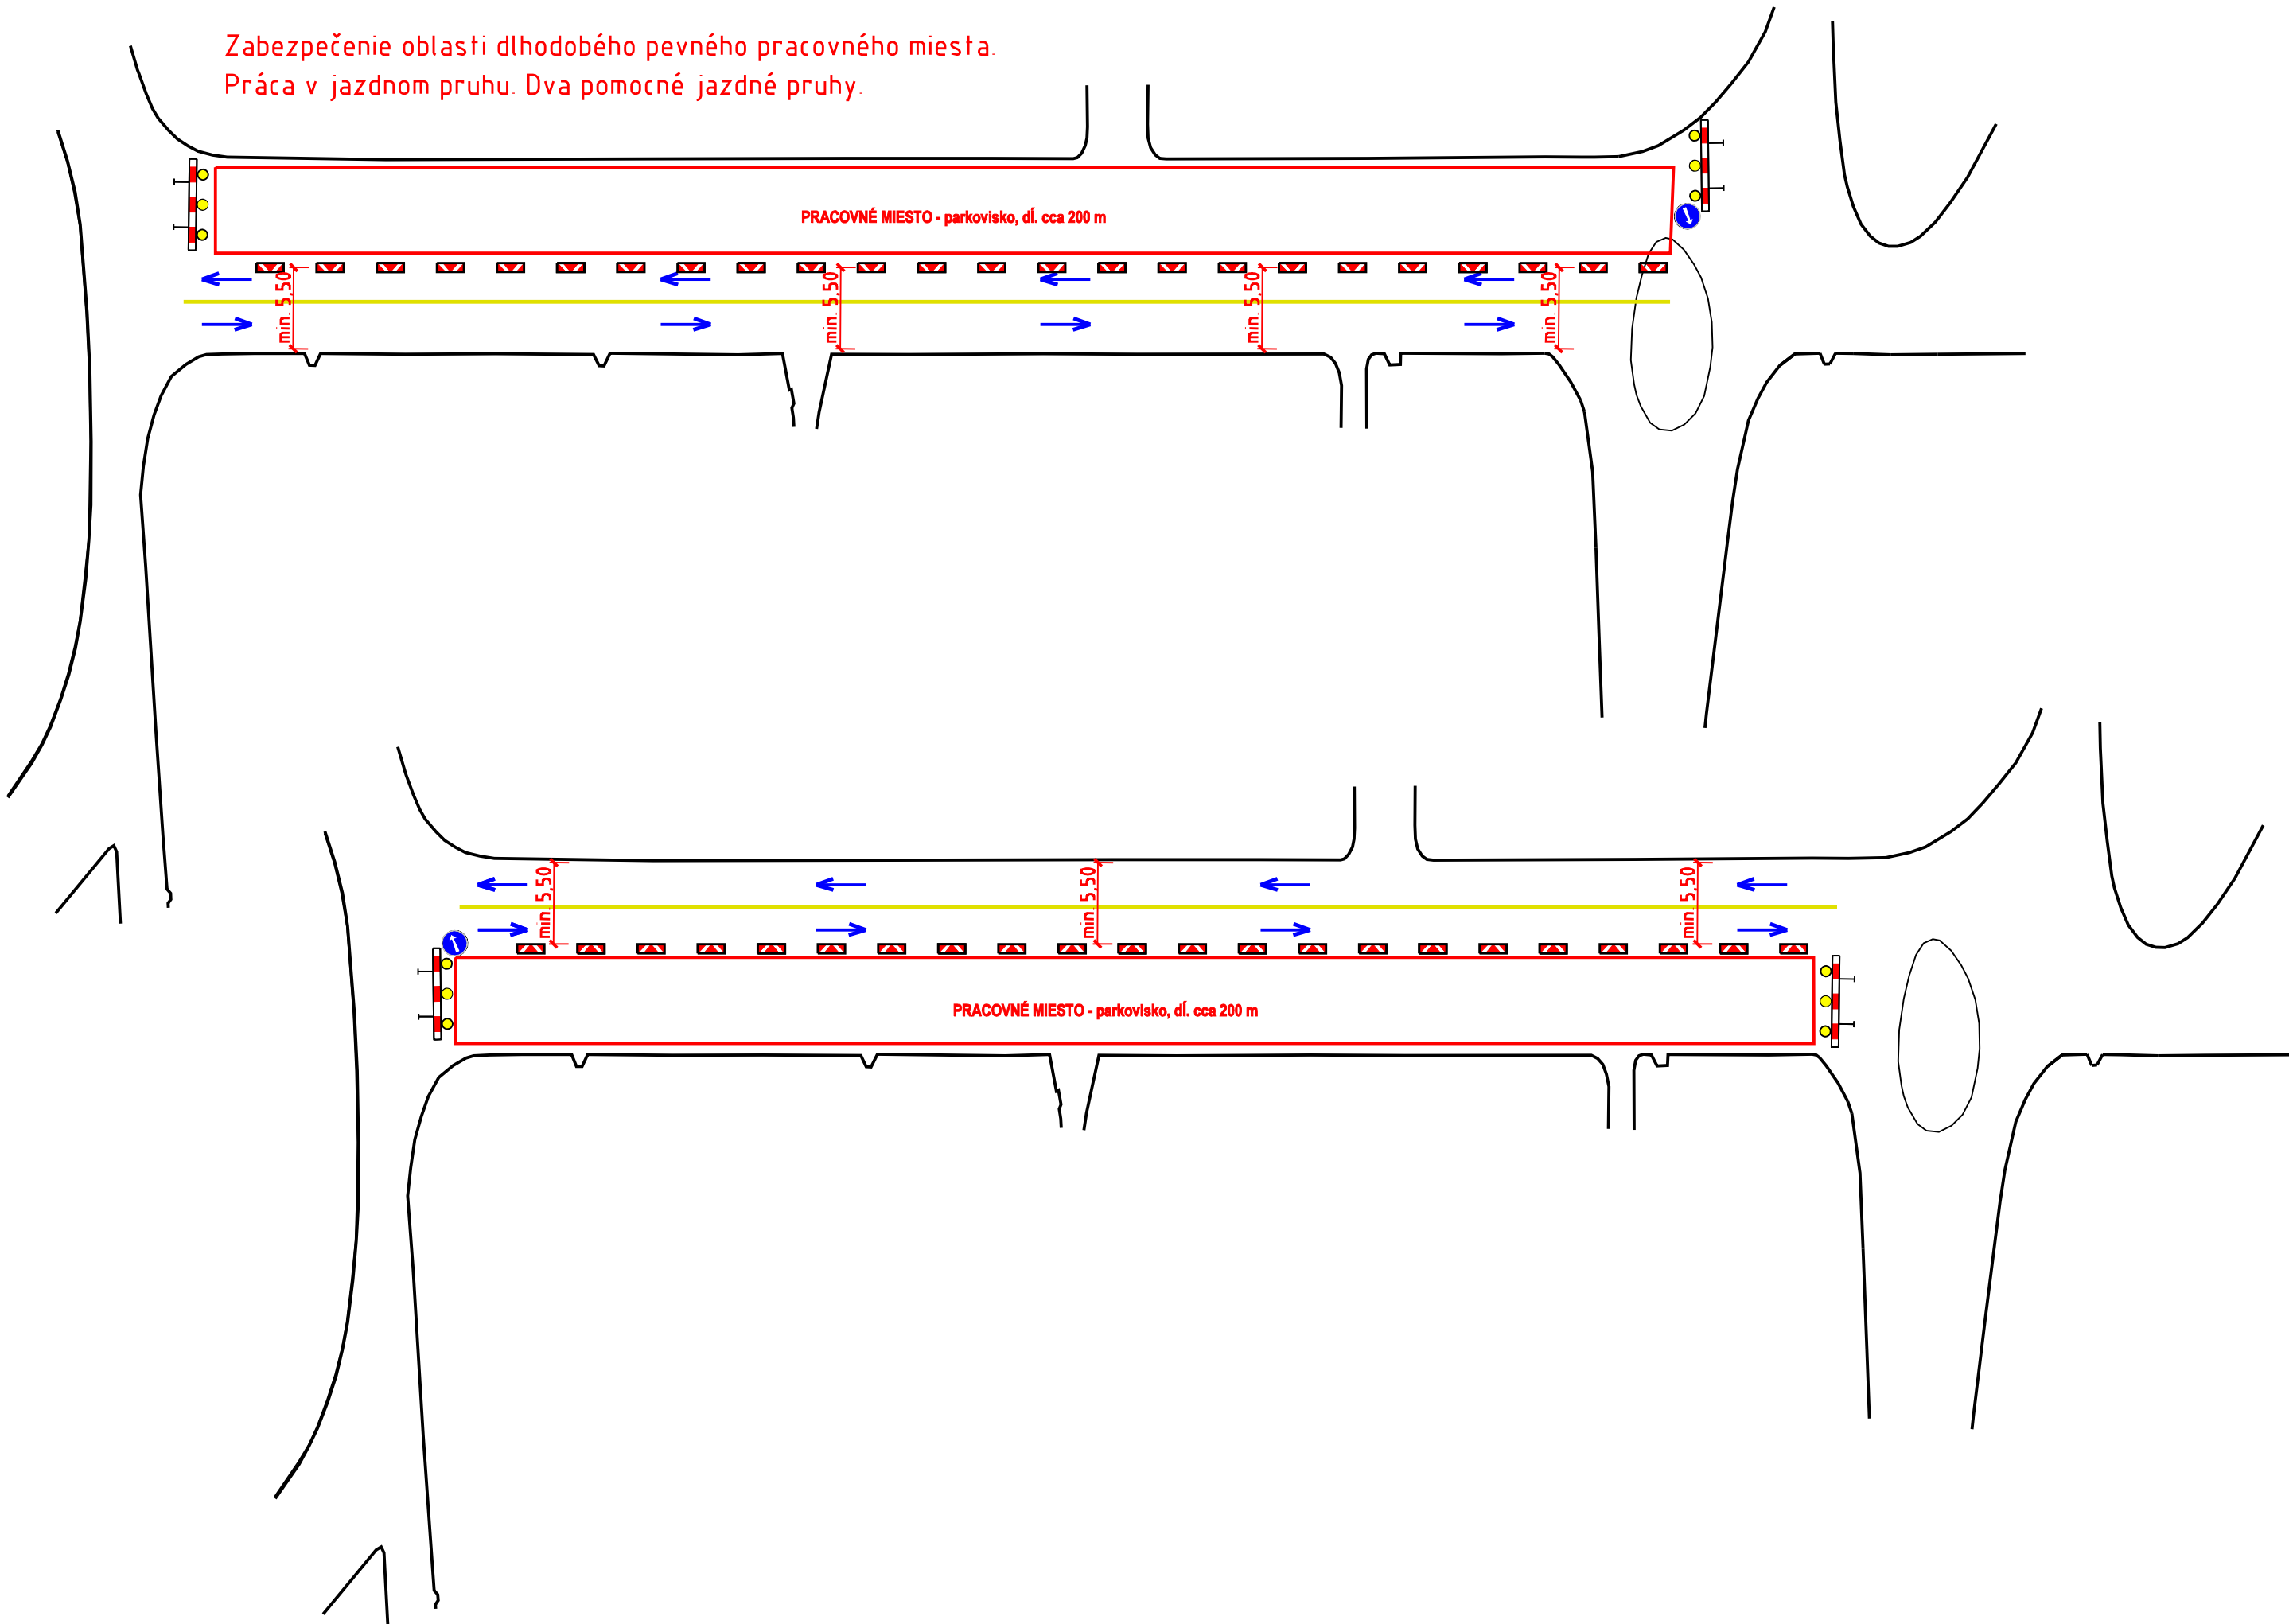 Zabezpečenie oblasti dlhodobého pevného pracovného miesta.
Práca v jazdnom pruhu. Dva pomocné jazdné pruhy.
PRACOVNÉ MIESTO - parkovisko, dĺ. cca 200 m
min. 5,50
min. 5,50
min. 5,50
min. 5,50
min. 5,50
min. 5,50
min. 5,50
PRACOVNÉ MIESTO - parkovisko, dĺ. cca 200 m